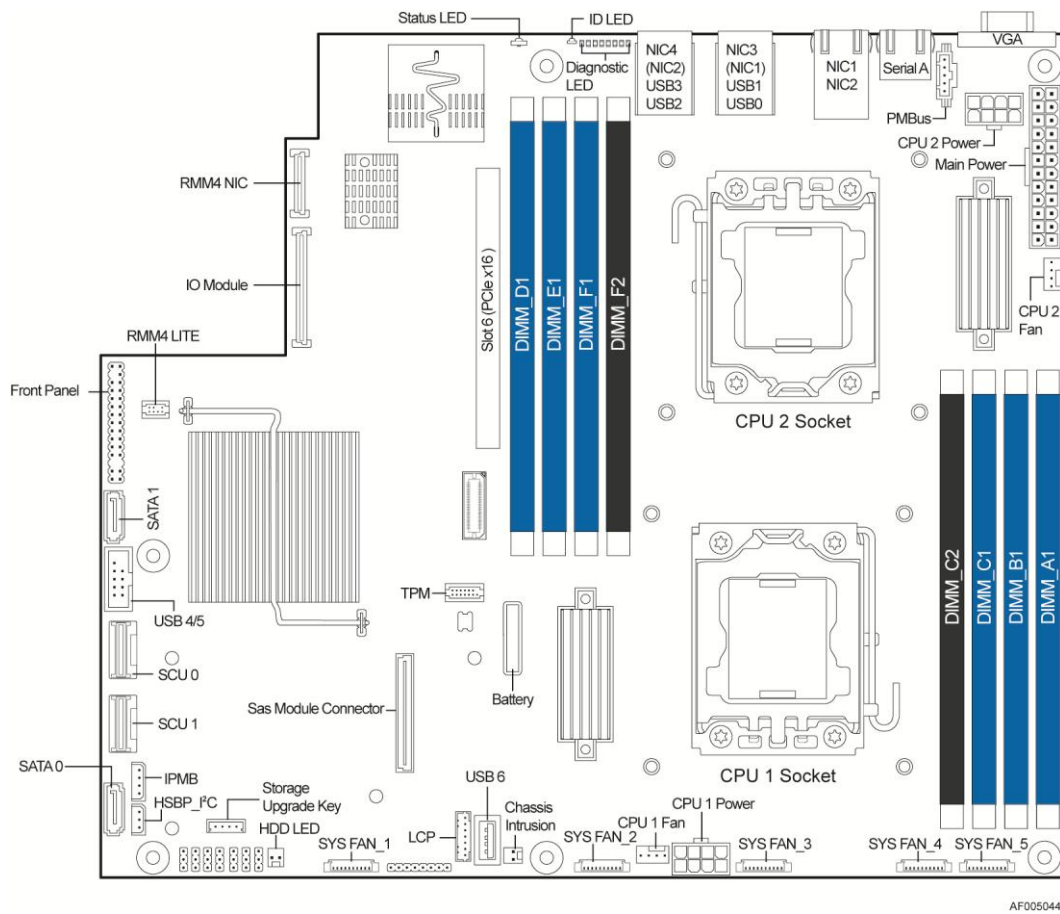 Status LED
ID LED
Diagnostic
LED
NIC4
(NIC2)
USB3
USB2
NIC3
(NIC1)
USB1
USB0
NIC1
NIC2
Serial A
VGA
PMBus
CPU 2 Power
Main Power
RMM4 NIC
IO Module
RMM4 LITE
Front Panel
Slot 6 (PCIe x16)
DIMM_D1
DIMM_E1
DIMM_F1
DIMM_F2
CPU 2
Fan
CPU 2 Socket
SATA 1
USB 4/5
TPM
SCU 0
SCU 1
Battery
Sas Module Connector
DIMM_C2
DIMM_C1
DIMM_B1
DIMM_A1
CPU 1 Socket
SATA 0
IPMB
HSBP_I²C
Storage
Upgrade Key
HDD LED
SYS FAN_1
LCP
USB 6
Chassis
Intrusion
SYS FAN_2
CPU 1 Fan
CPU 1 Power
SYS FAN_3
SYS FAN_4
SYS FAN_5
AF005044